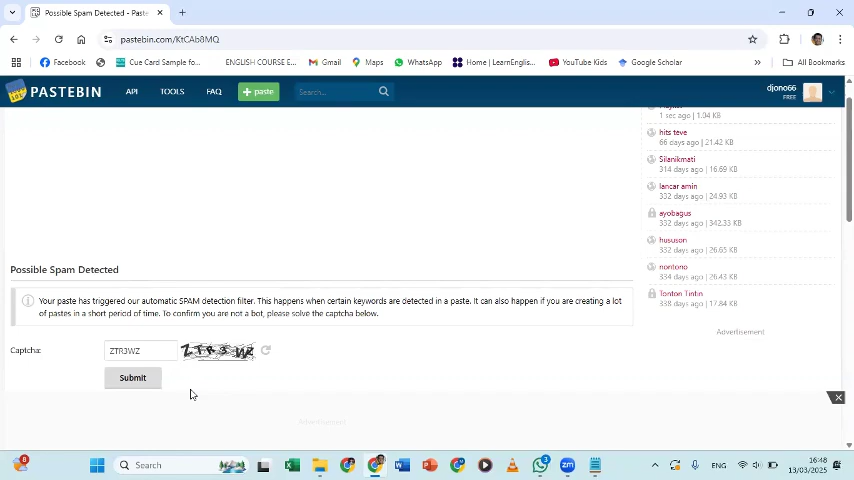 Possible Spam Detected - Paste
pastebin.com/KtCAb8MQ
Facebook
Cue Card Sample fo...
ENGLISH COURSE E...
Gmail
Maps
WhatsApp
Home | LearnEnglis...
YouTube Kids
Google Scholar
»
All Bookmarks
PASTEBIN
API
TOOLS
FAQ
+ paste
Search...
djono66
FREE
1 sec ago | 1.04 KB
hits teve
66 days ago | 21.42 KB
Silanikmati
314 days ago | 16.69 KB
lancar amin
332 days ago | 24.93 KB
ayobagus
332 days ago | 342.33 KB
hususon
332 days ago | 26.65 KB
nontono
334 days ago | 26.43 KB
Tonton Tintin
338 days ago | 17.84 KB
Advertisement
Possible Spam Detected
Your paste has triggered our automatic SPAM detection filter. This happens when certain keywords are detected in a paste. It can also happen if you are creating a lot
of pastes in a short period of time. To confirm you are not a bot, please solve the captcha below.
Captcha:
ZTR3WZ
Submit
Advertisement
8
Search
3
zm
ENG
16:48
13/03/2025